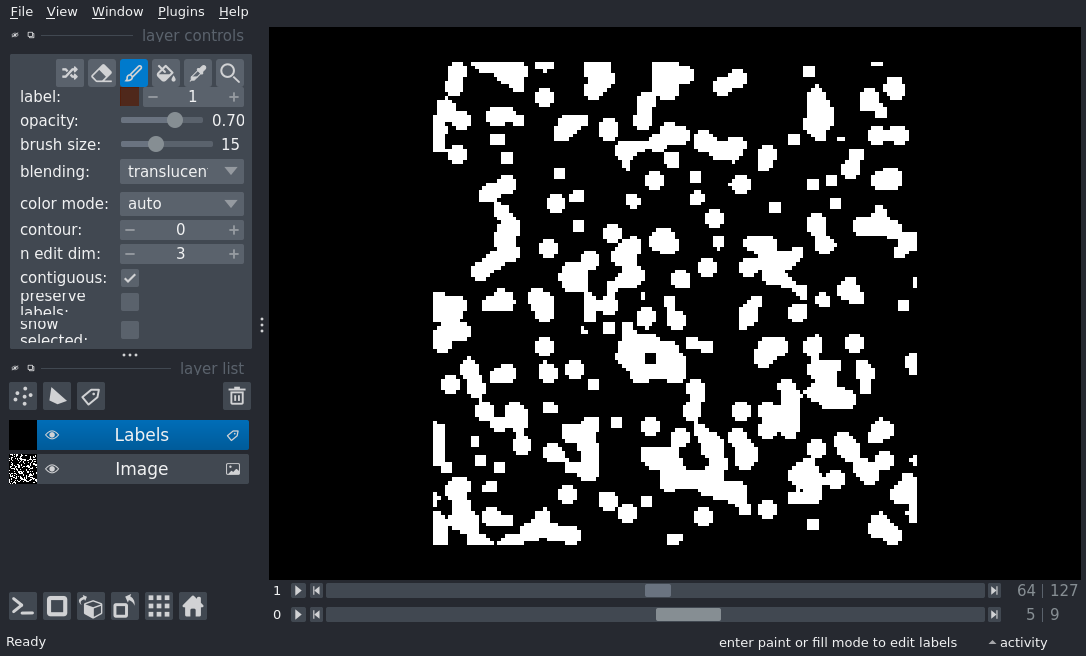 File View Window Plugins Help
layer controls
label: 1
opacity: 0.70
brush size: 15
blending: translucen
color mode: auto
contour: 0
n edit dim: 3
contiguous:
preserve
labels:
show
selected:
layer list
Labels
Image
1 64 | 127
0 5 | 9
Ready enter paint or fill mode to edit labels activity